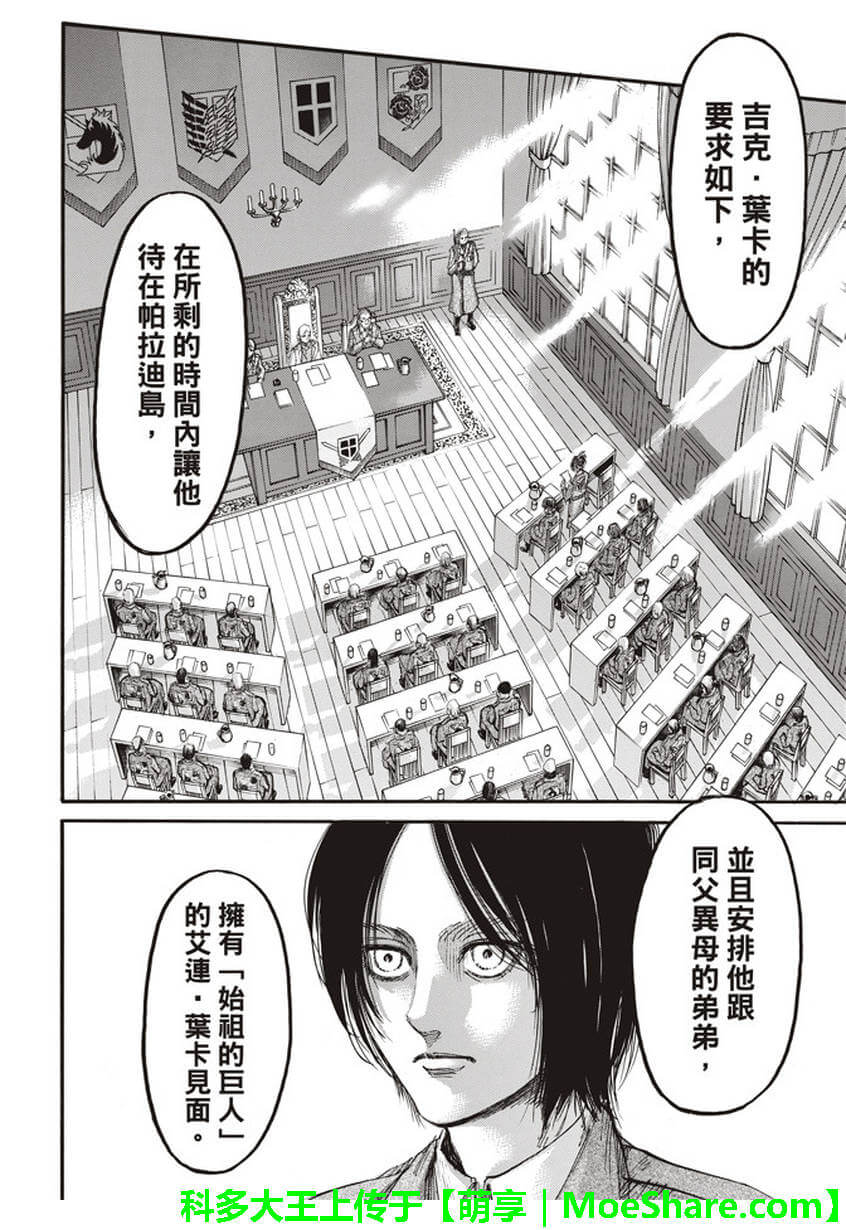 吉克·葉卡的
要求如下，
在所剩的時間內讓他
待在帕拉迪島，
並且安排他跟
同父異母的弟弟，
擁有「始祖的巨人」
的艾連·葉卡見面。
科多大王上传于【萌享｜MoeShare.com】